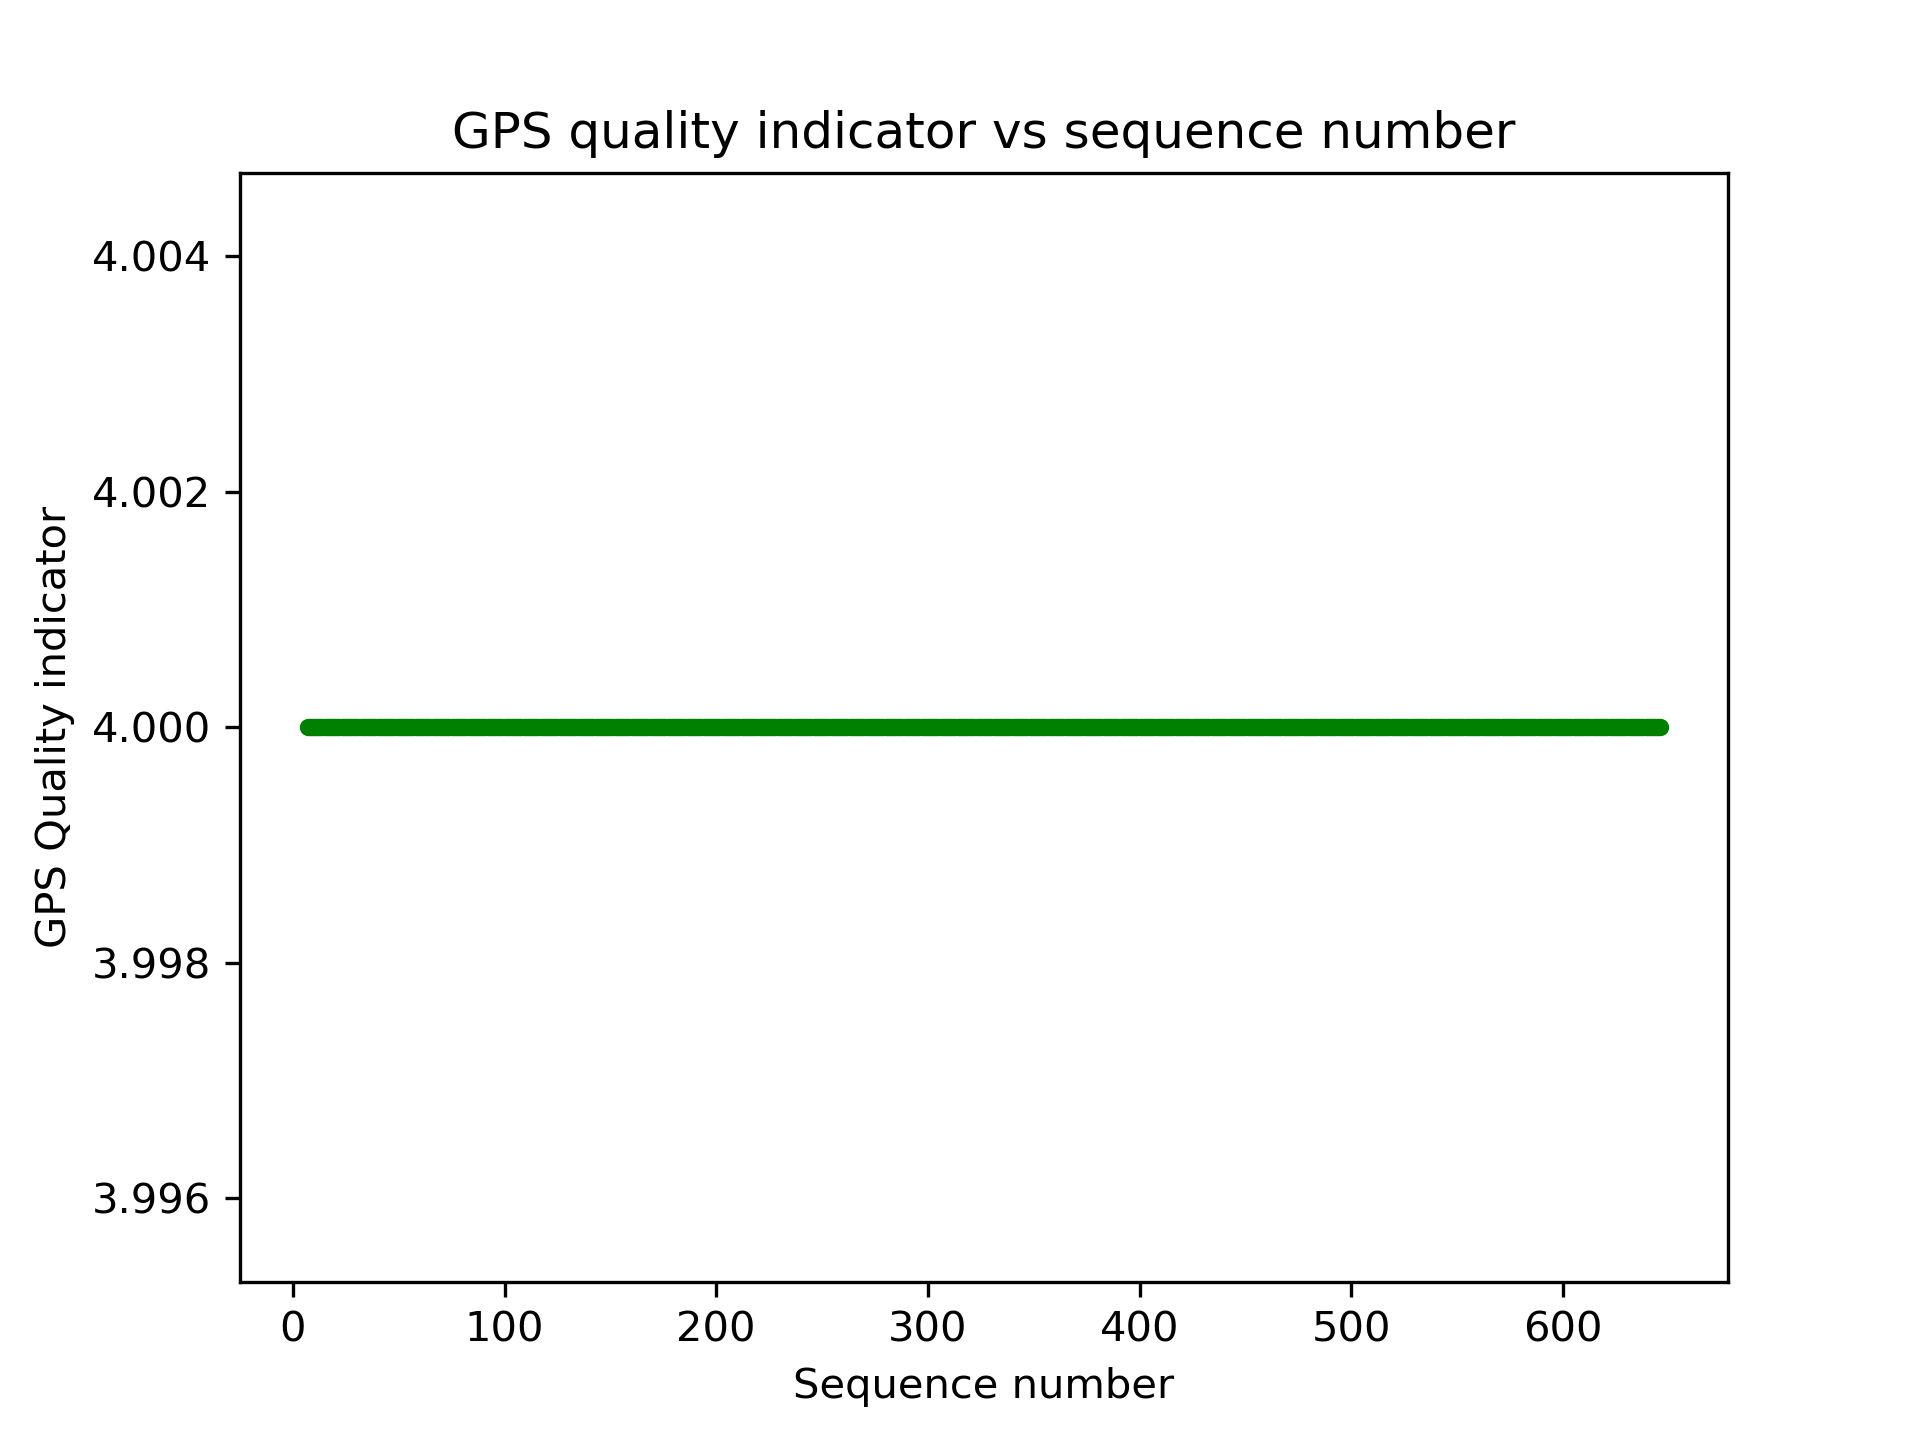 GPS quality indicator vs sequence number
GPS Quality indicator
4.004
4.002
4.000
3.998
3.996
0 100 200 300 400 500 600
Sequence number